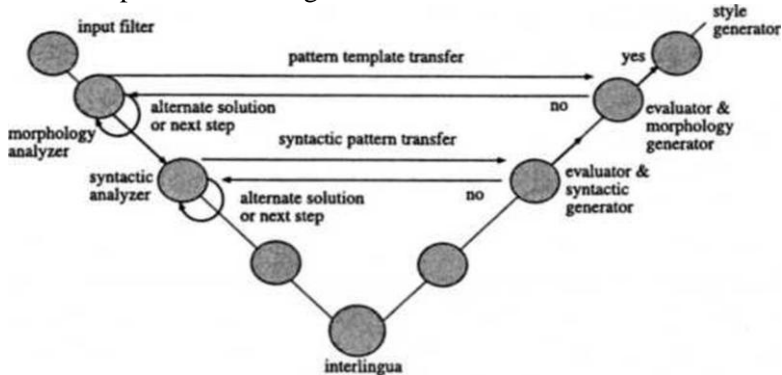 input filter
style
generator
pattern template transfer
yes
alternate solution
or next step
no
evaluator &
morphology
generator
morphology
analyzer
syntactic pattern transfer
syntactic
analyzer
alternate solution
or next step
no
evaluator &
syntactic
generator
interlingua